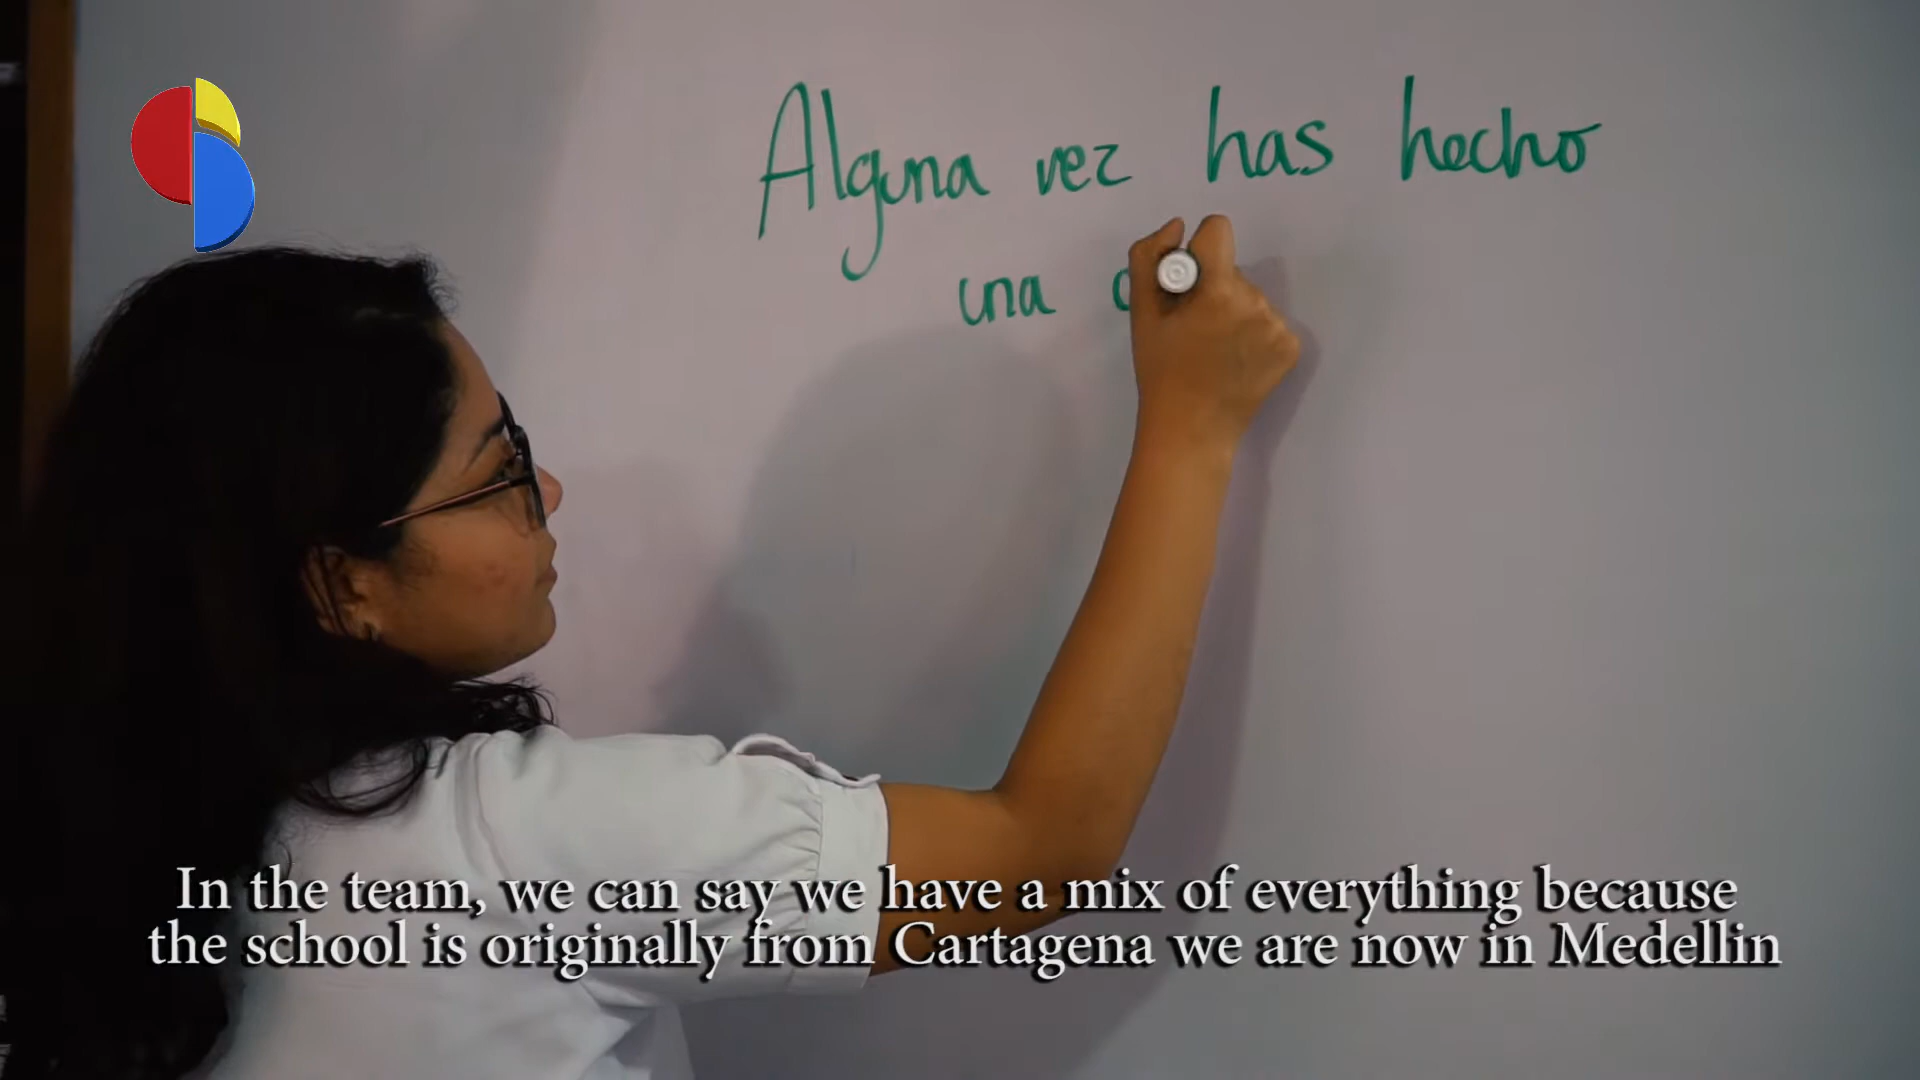 Alguna vez has hecho
una
In the team, we can say we have a mix of everything because
the school is originally from Cartagena we are now in Medellin